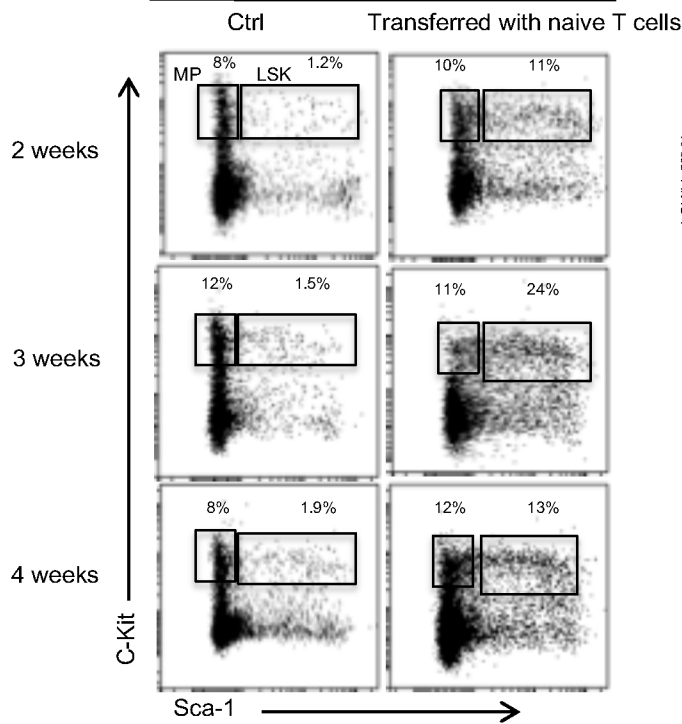 Ctrl
Transferred with naive T cells
MP 8% LSK 1.2%
10% 11%
2 weeks
12% 1.5%
11% 24%
3 weeks
8% 1.9%
12% 13%
4 weeks
C-Kit
Sca-1